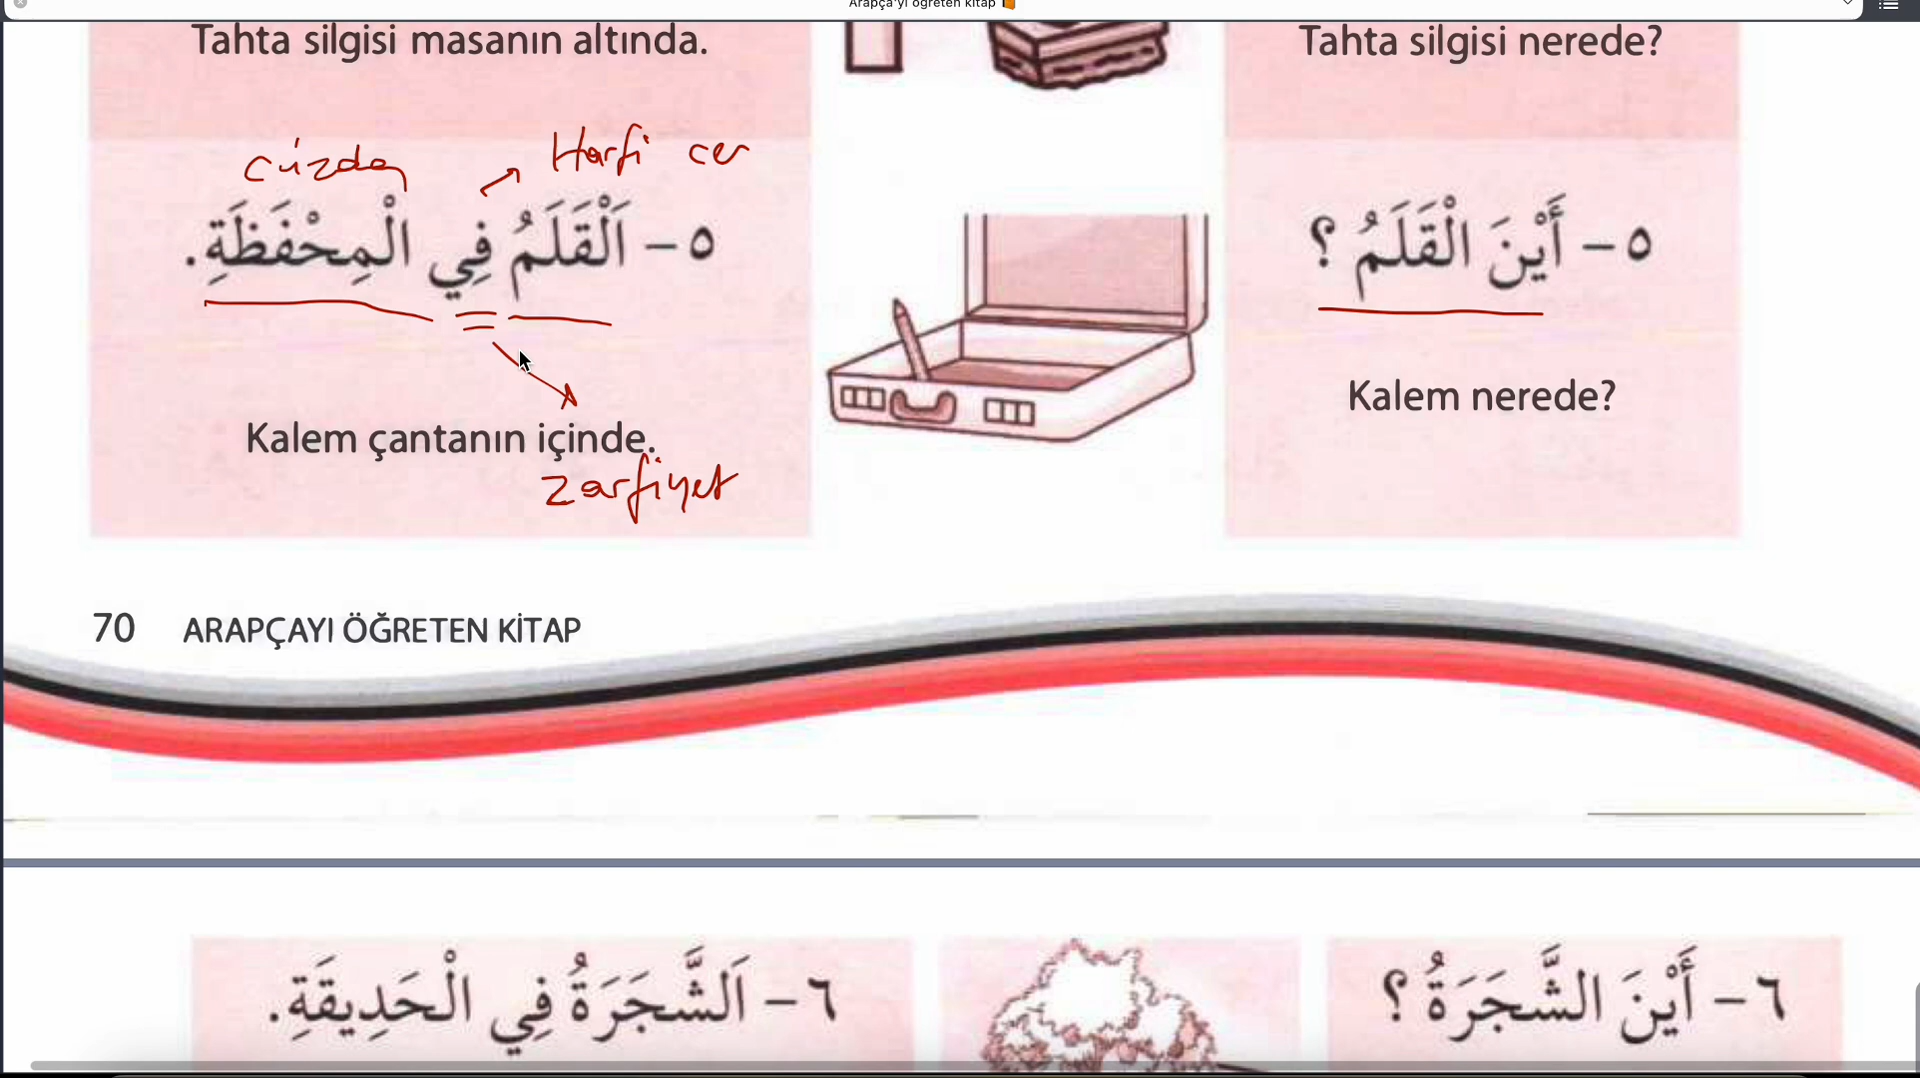 Arapça'yı öğreten kitap
Tahta silgisi masanın altında.
Tahta silgisi nerede?
cüzdan
Harfi cer
٥ – أَيْنَ الْقَلَمُ ؟
٥ – اَلْقَلَمُ فِي الْمِحْفَظَةِ.
Kalem nerede?
Kalem çantanın içinde.
Zarfiyet
70 ARAPÇAYI ÖĞRETEN KİTAP
٦ – أَيْنَ الشَّجَرَةُ ؟
٦ – اَلشَّجَرَةُ فِي الْحَدِيقَةِ.